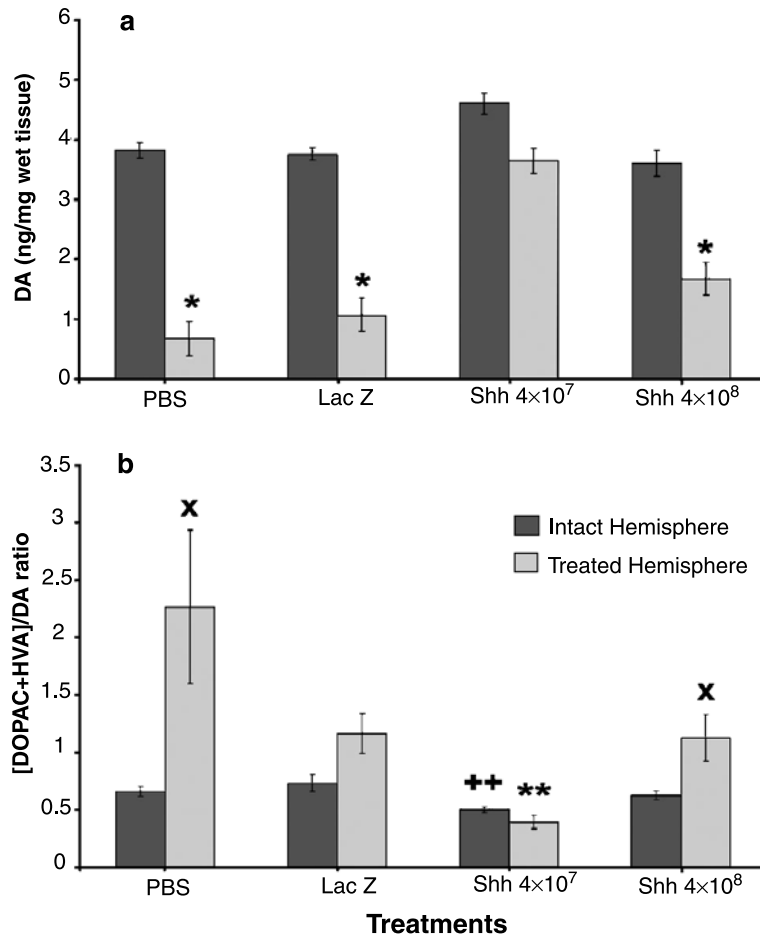 a
DA (ng/mg wet tissue)
6
5
4
3
2
1
0
*
*
*
PBS
Lac Z
Shh 4×10⁷
Shh 4×10⁸
b
[DOPAC+HVA]/DA ratio
3.5
3
2.5
2
1.5
1
0.5
0
x
++
**
x
Intact Hemisphere
Treated Hemisphere
PBS
Lac Z
Shh 4×10⁷
Shh 4×10⁸
Treatments